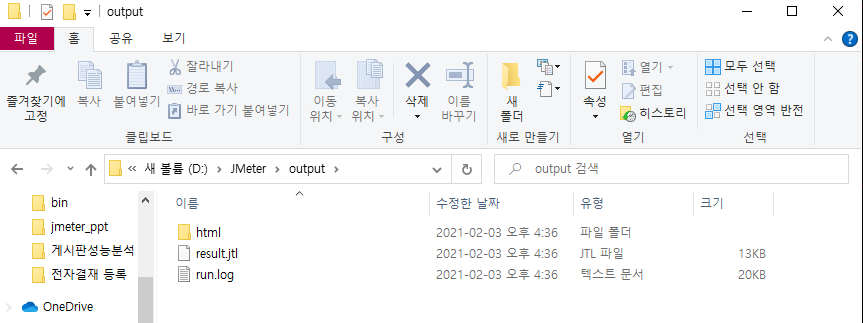 output
파일 홈 공유 보기
즐겨찾기에 고정
복사
붙여넣기
잘라내기
경로 복사
바로 가기 붙여넣기
클립보드
이동 위치
복사 위치
삭제
이름 바꾸기
구성
새 폴더
새로 만들기
속성
열기
편집
히스토리
열기
모두 선택
선택 안 함
선택 영역 반전
선택
« 새 볼륨 (D:) > JMeter > output >
output 검색
bin
jmeter_ppt
게시판성능분석
전자결재 등록
OneDrive
이름 수정한 날짜 유형 크기
html 2021-02-03 오후 4:36 파일 폴더
result.jtl 2021-02-03 오후 4:36 JTL 파일 13KB
run.log 2021-02-03 오후 4:36 텍스트 문서 20KB